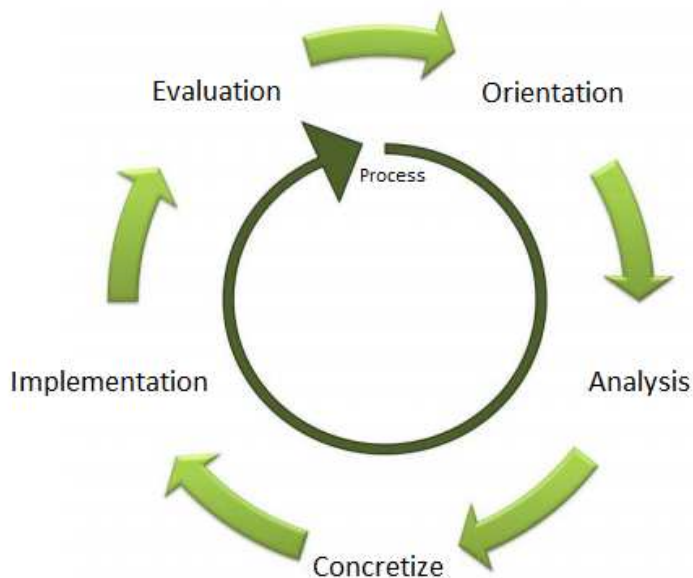 Evaluation
Orientation
Process
Implementation
Analysis
Concretize